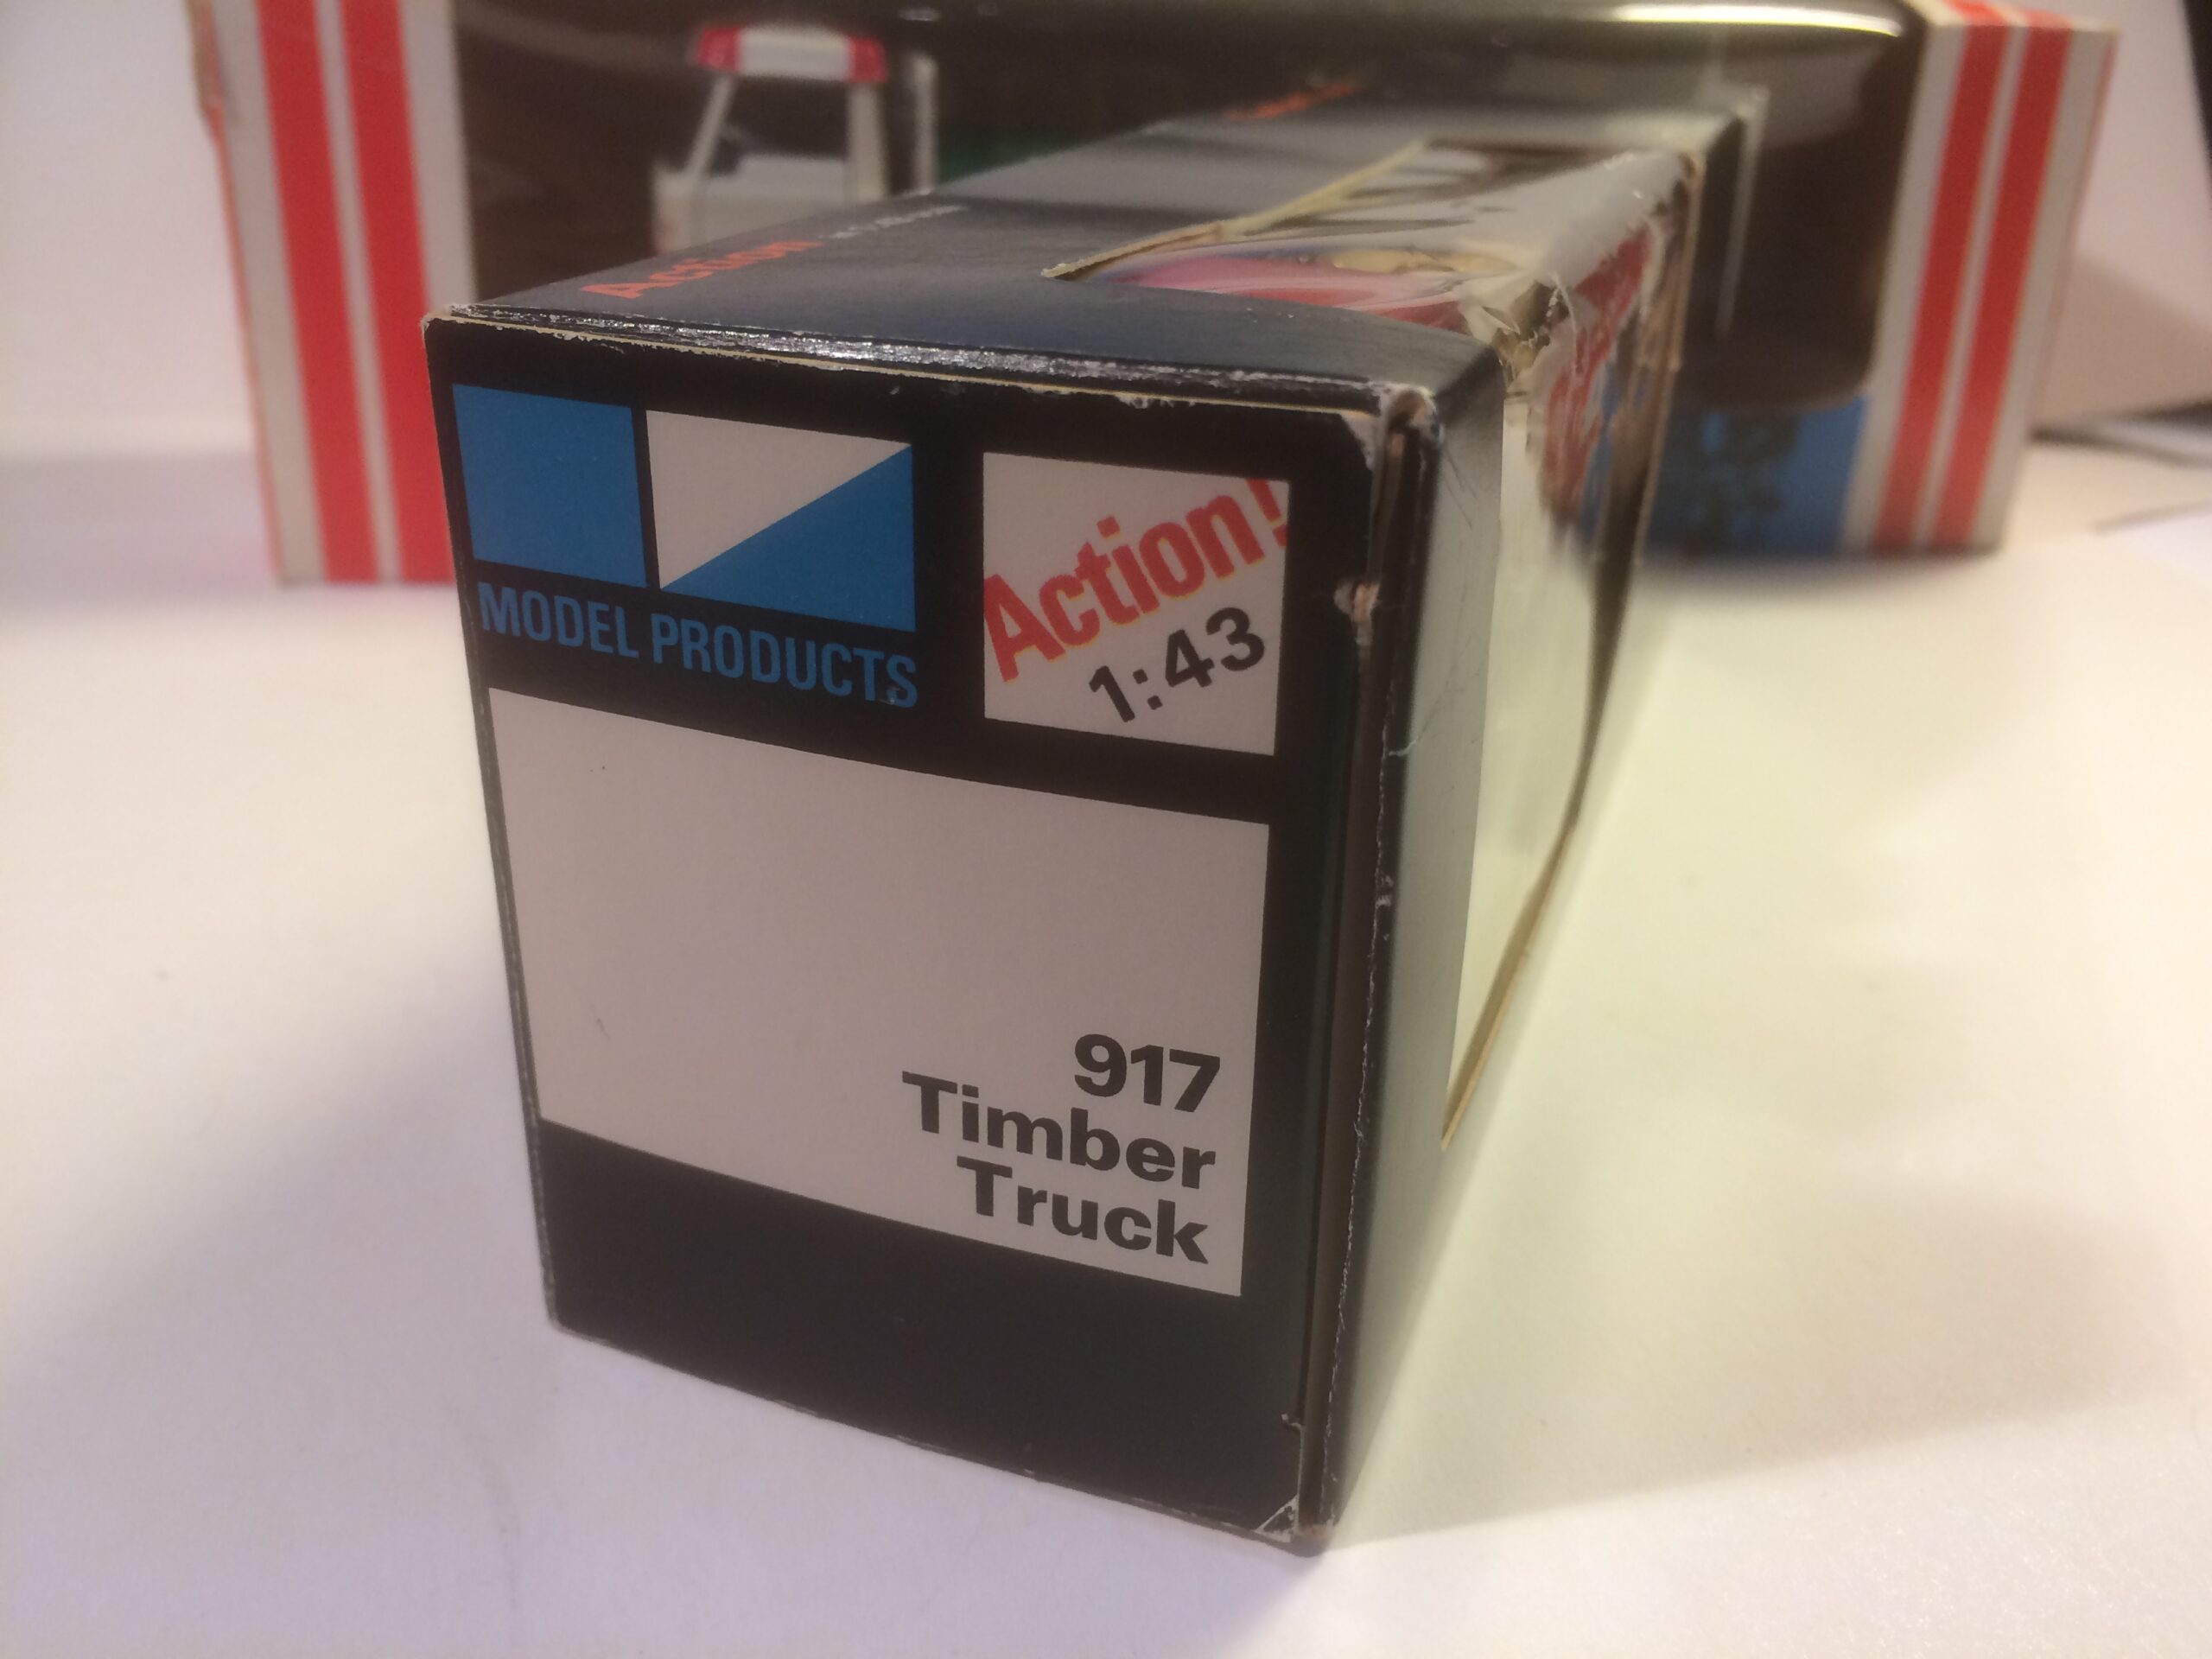 Action
MODEL PRODUCTS
Action!
1:43
917
Timber
Truck